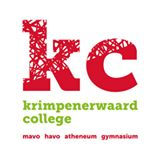 kc
krimpenerwaard
college
mavo havo atheneum gymnasium